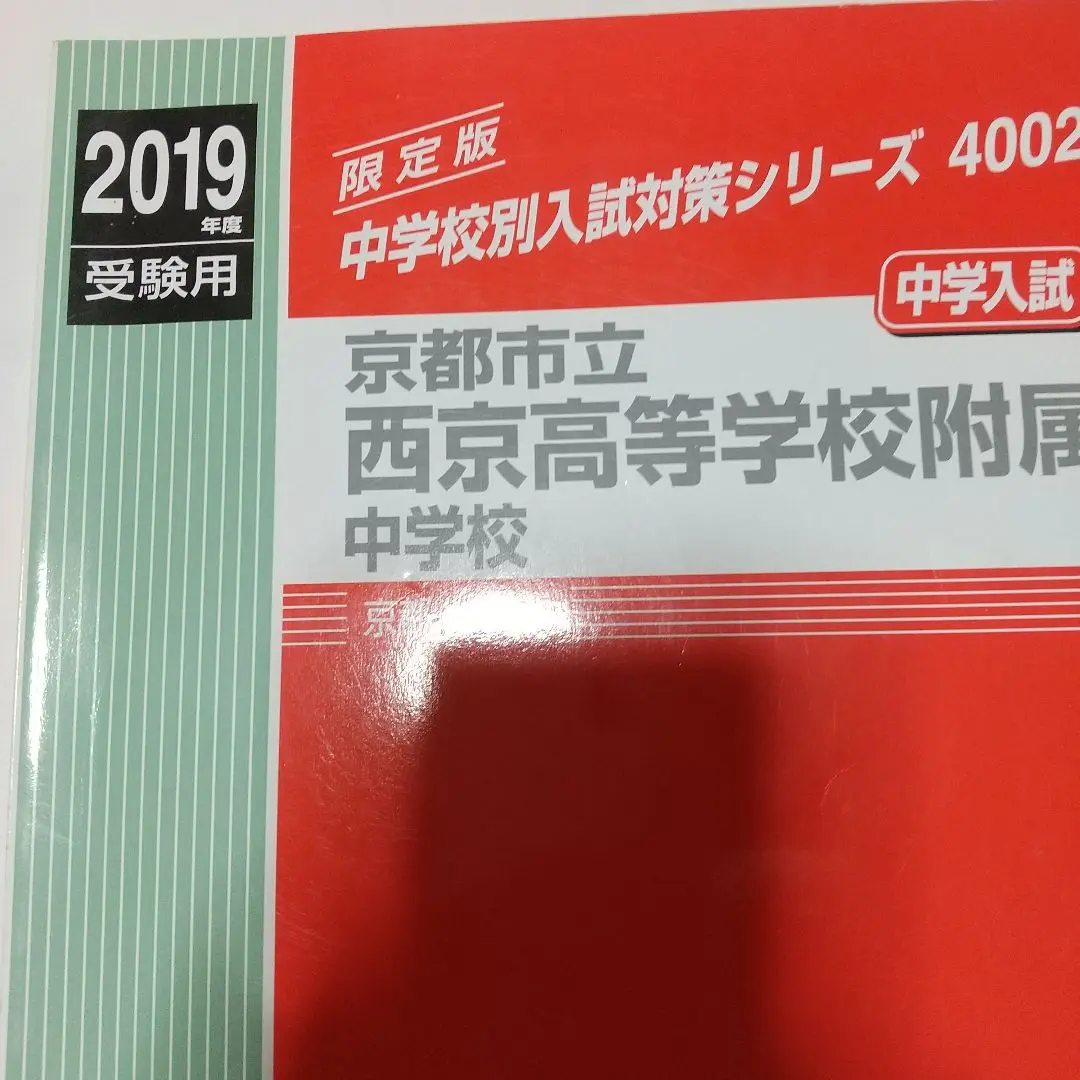 2019
年度
受験用
限定版
中学校別入試対策シリーズ 4002
中学入試
京都市立
西京高等学校附属
中学校
京